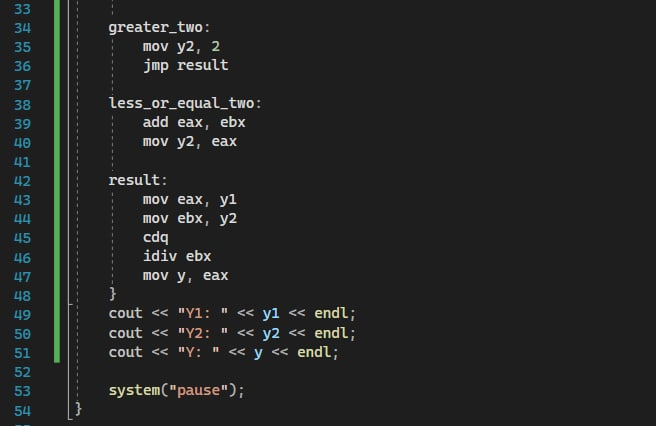 33
34 greater_two:
35 mov y2, 2
36 jmp result
37
38 less_or_equal_two:
39 add eax, ebx
40 mov y2, eax
41
42 result:
43 mov eax, y1
44 mov ebx, y2
45 cdq
46 idiv ebx
47 mov y, eax
48 }
49 cout << "Y1: " << y1 << endl;
50 cout << "Y2: " << y2 << endl;
51 cout << "Y: " << y << endl;
52
53 system("pause");
54 }